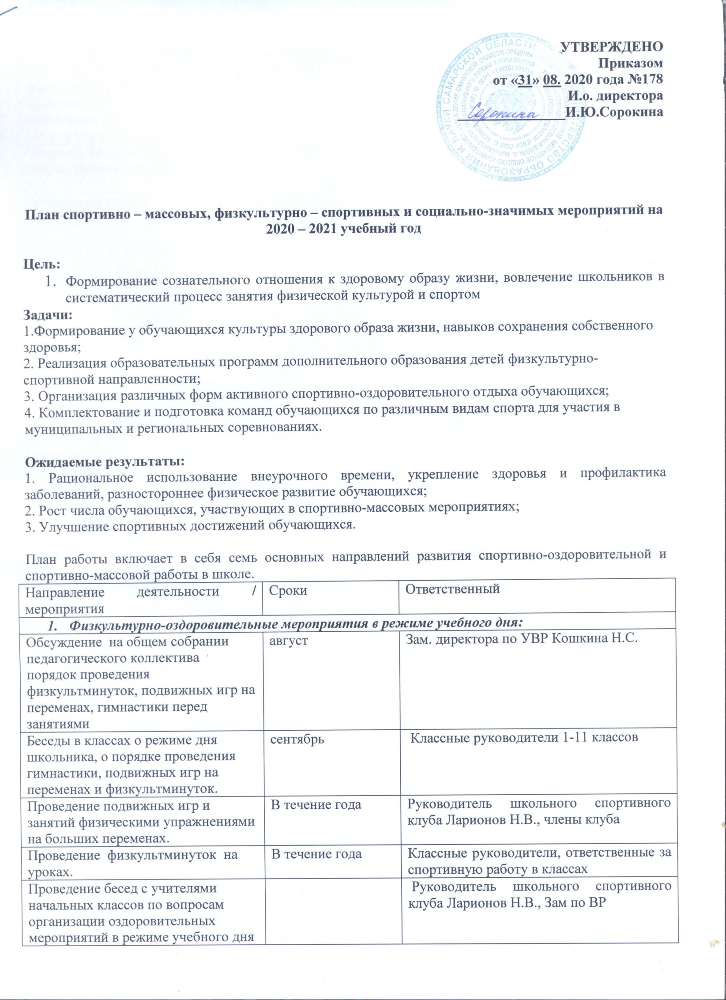 УТВЕРЖДЕНО
Приказом
от «31» 08. 2020 года №178
И.о. директора
Сорокина И.Ю.Сорокина
План спортивно – массовых, физкультурно – спортивных и социально-значимых мероприятий на
2020 – 2021 учебный год
Цель:
1. Формирование сознательного отношения к здоровому образу жизни, вовлечение школьников в
систематический процесс занятия физической культурой и спортом
Задачи:
1.Формирование у обучающихся культуры здорового образа жизни, навыков сохранения собственного
здоровья;
2. Реализация образовательных программ дополнительного образования детей физкультурно-
спортивной направленности;
3. Организация различных форм активного спортивно-оздоровительного отдыха обучающихся;
4. Комплектование и подготовка команд обучающихся по различным видам спорта для участия в
муниципальных и региональных соревнованиях.
Ожидаемые результаты:
1. Рациональное использование внеурочного времени, укрепление здоровья и профилактика
заболеваний, разностороннее физическое развитие обучающихся;
2. Рост числа обучающихся, участвующих в спортивно-массовых мероприятиях;
3. Улучшение спортивных достижений обучающихся.
План работы включает в себя семь основных направлений развития спортивно-оздоровительной и
спортивно-массовой работы в школе.
Направление деятельности /
мероприятия
Сроки
Ответственный
1. Физкультурно-оздоровительные мероприятия в режиме учебного дня:
Обсуждение на общем собрании
педагогического коллектива
порядок проведения
физкультминуток, подвижных игр на
переменах, гимнастики перед
занятиями
август
Зам. директора по УВР Кошкина Н.С.
Беседы в классах о режиме дня
школьника, о порядке проведения
гимнастики, подвижных игр на
переменах и физкультминуток.
сентябрь
Классные руководители 1-11 классов
Проведение подвижных игр и
занятий физическими упражнениями
на больших переменах.
В течение года
Руководитель школьного спортивного
клуба Ларионов Н.В., члены клуба
Проведение физкультминуток на
уроках.
В течение года
Классные руководители, ответственные за
спортивную работу в классах
Проведение бесед с учителями
начальных классов по вопросам
организации оздоровительных
мероприятий в режиме учебного дня
Руководитель школьного спортивного
клуба Ларионов Н.В., Зам по ВР